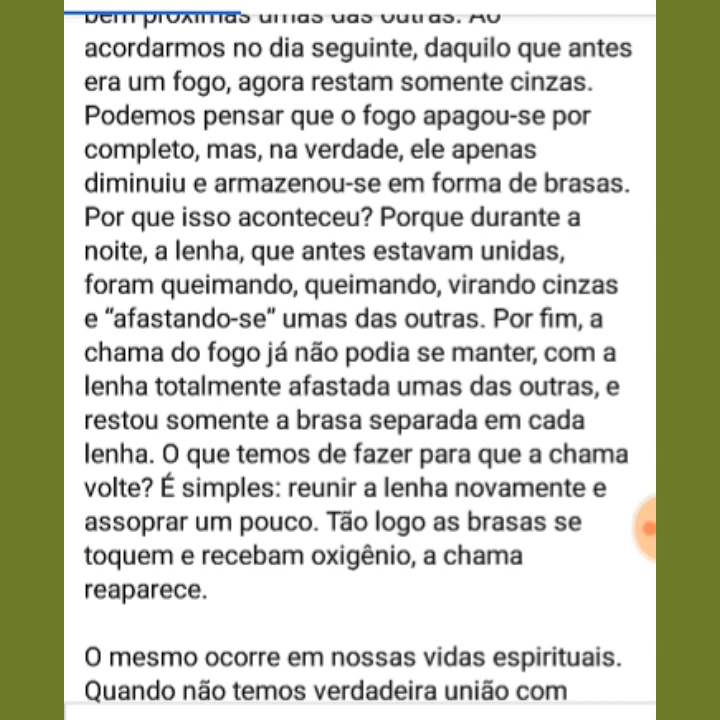 bem próximas umas das outras. Ao
acordarmos no dia seguinte, daquilo que antes
era um fogo, agora restam somente cinzas.
Podemos pensar que o fogo apagou-se por
completo, mas, na verdade, ele apenas
diminuiu e armazenou-se em forma de brasas.
Por que isso aconteceu? Porque durante a
noite, a lenha, que antes estavam unidas,
foram queimando, queimando, virando cinzas
e “afastando-se” umas das outras. Por fim, a
chama do fogo já não podia se manter, com a
lenha totalmente afastada umas das outras, e
restou somente a brasa separada em cada
lenha. O que temos de fazer para que a chama
volte? É simples: reunir a lenha novamente e
assoprar um pouco. Tão logo as brasas se
toquem e recebam oxigênio, a chama
reaparece.
O mesmo ocorre em nossas vidas espirituais.
Quando não temos verdadeira união com